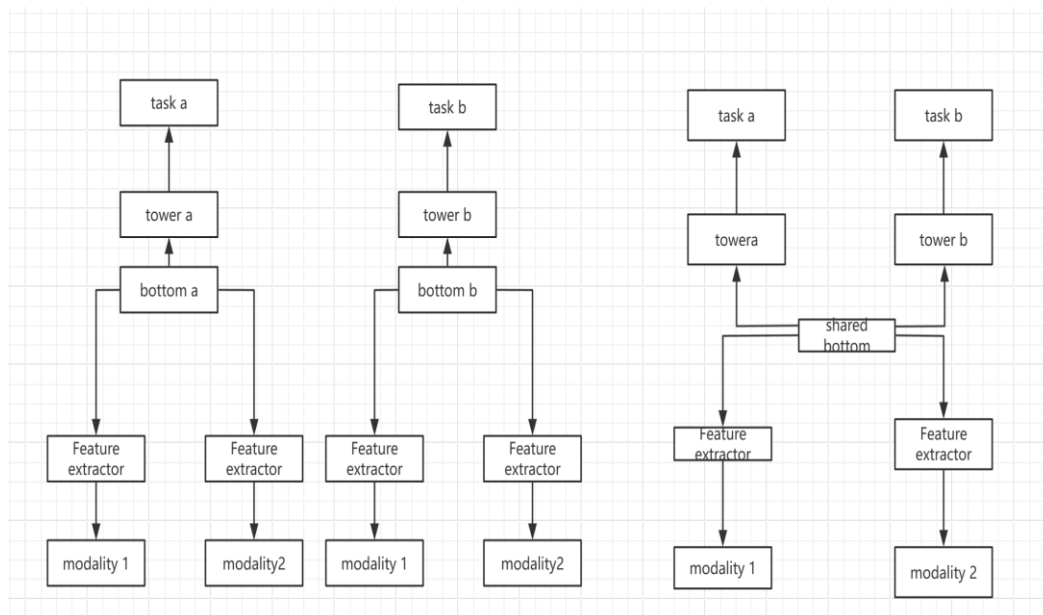 task a
task b
task a
task b
tower a
tower b
towera
tower b
bottom a
bottom b
shared
bottom
Feature
extractor
Feature
extractor
Feature
extractor
Feature
extractor
Feature
extractor
Feature
extractor
modality 1
modality2
modality 1
modality2
modality 1
modality 2